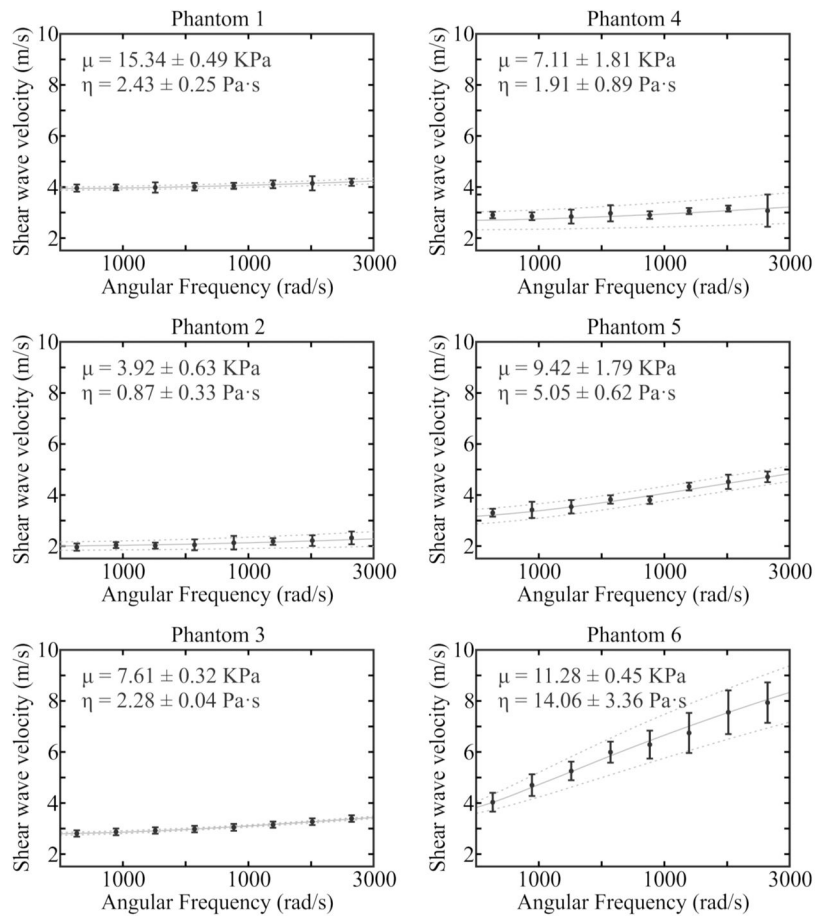 Phantom 1
Shear wave velocity (m/s)
10
8
6
4
2
μ = 15.34 ± 0.49 KPa
η = 2.43 ± 0.25 Pa·s
1000
1000
3000
Angular Frequency (rad/s)
Phantom 4
Shear wave velocity (m/s)
10
8
6
4
2
μ = 7.11 ± 1.81 KPa
η = 1.91 ± 0.89 Pa·s
1000
1000
3000
Angular Frequency (rad/s)
Phantom 2
Shear wave velocity (m/s)
10
8
6
4
2
μ = 3.92 ± 0.63 KPa
η = 0.87 ± 0.33 Pa·s
1000
1000
3000
Angular Frequency (rad/s)
Phantom 5
Shear wave velocity (m/s)
10
8
6
4
2
μ = 9.42 ± 1.79 KPa
η = 5.05 ± 0.62 Pa·s
1000
1000
3000
Angular Frequency (rad/s)
Phantom 3
Shear wave velocity (m/s)
10
8
6
4
2
μ = 7.61 ± 0.32 KPa
η = 2.28 ± 0.04 Pa·s
1000
1000
3000
Angular Frequency (rad/s)
Phantom 6
Shear wave velocity (m/s)
10
8
6
4
2
μ = 11.28 ± 0.45 KPa
η = 14.06 ± 3.36 Pa·s
1000
1000
3000
Angular Frequency (rad/s)